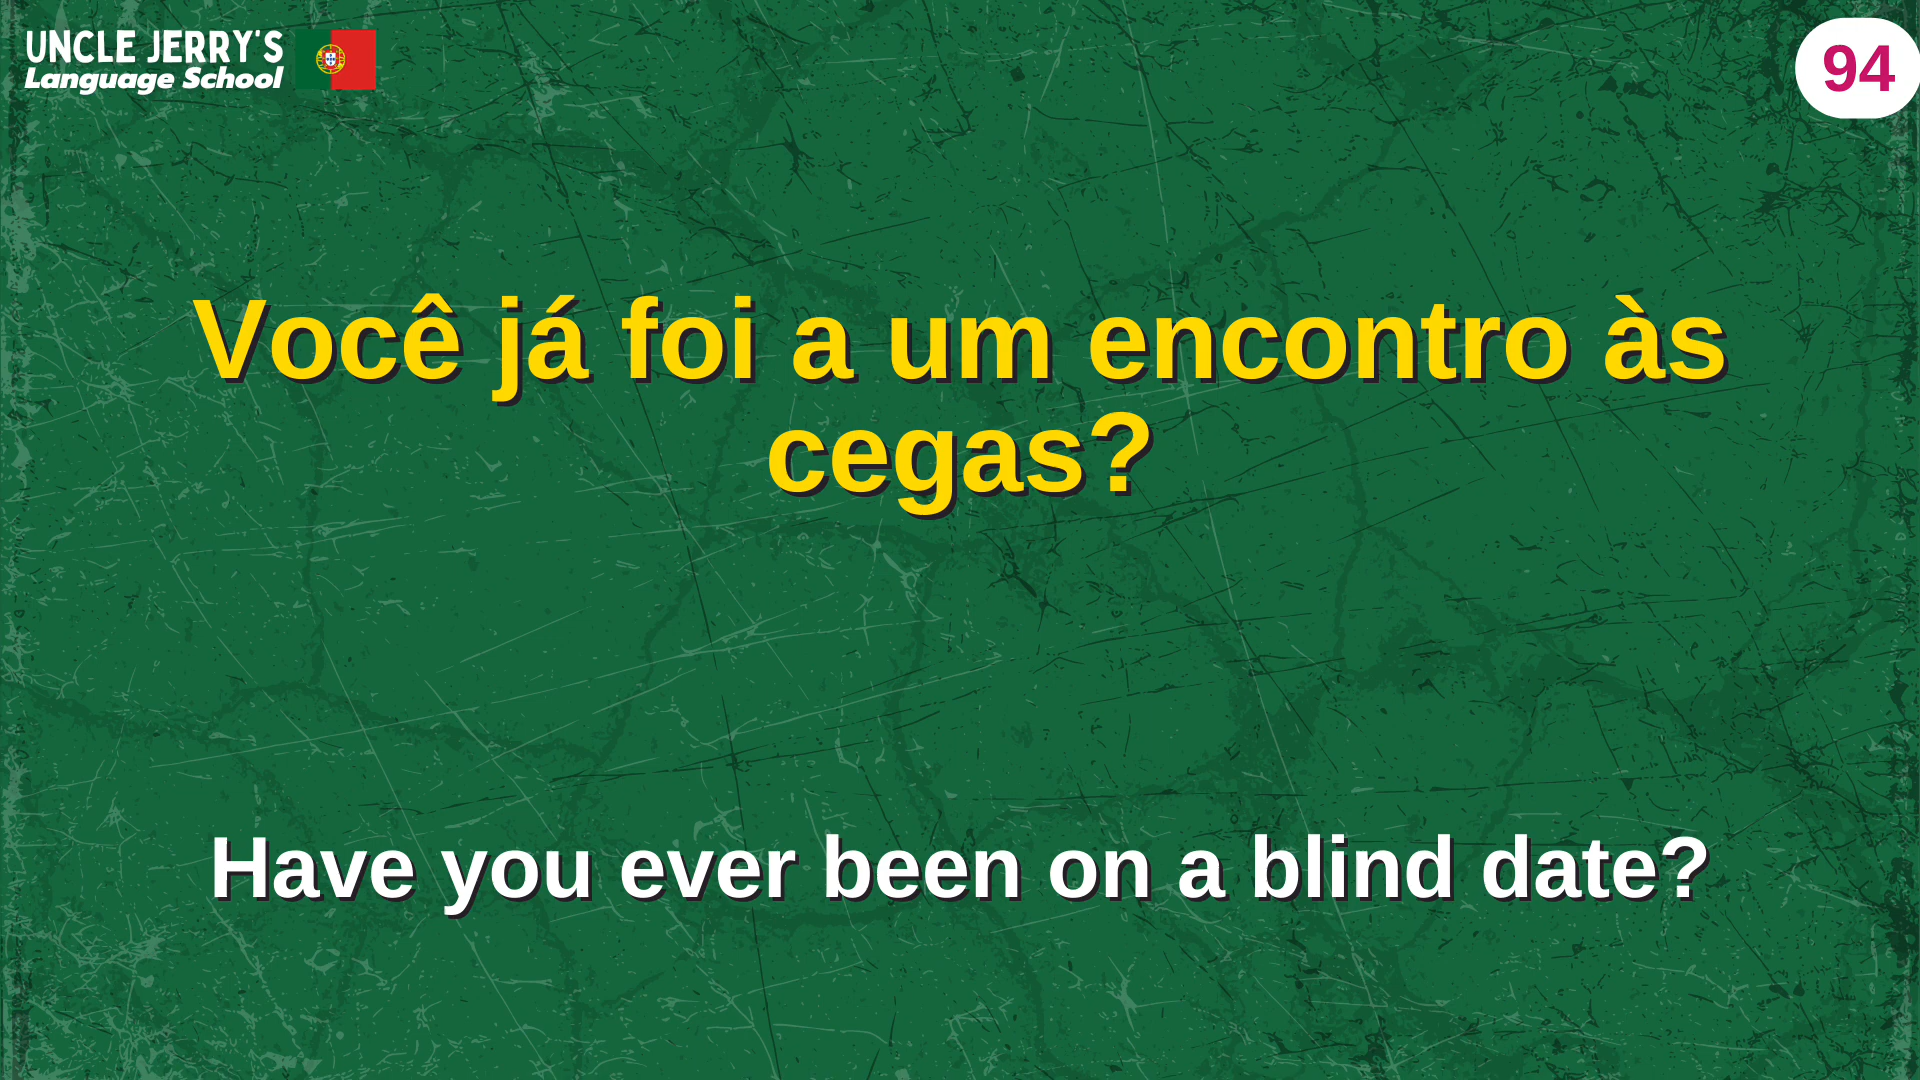 UNCLE JERRY'S
Language School
94
Você já foi a um encontro às
cegas?
Have you ever been on a blind date?